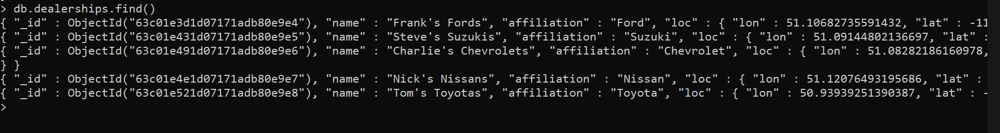 > db.dealerships.find()
{ "_id" : ObjectId("63c01e3d1d07171adb80e9e4"), "name" : "Frank's Fords", "affiliation" : "Ford", "loc" : { "lon" : 51.10682735591432, "lat" : -11
{ "_id" : ObjectId("63c01e431d07171adb80e9e5"), "name" : "Steve's Suzukis", "affiliation" : "Suzuki", "loc" : { "lon" : 51.09144802136697, "lat" :
{ "_id" : ObjectId("63c01e491d07171adb80e9e6"), "name" : "Charlie's Chevrolets", "affiliation" : "Chevrolet", "loc" : { "lon" : 51.08282186160978,
} }
{ "_id" : ObjectId("63c01e4e1d07171adb80e9e7"), "name" : "Nick's Nissans", "affiliation" : "Nissan", "loc" : { "lon" : 51.12076493195686, "lat" :
{ "_id" : ObjectId("63c01e521d07171adb80e9e8"), "name" : "Tom's Toyotas", "affiliation" : "Toyota", "loc" : { "lon" : 50.93939251390387, "lat" : -
>